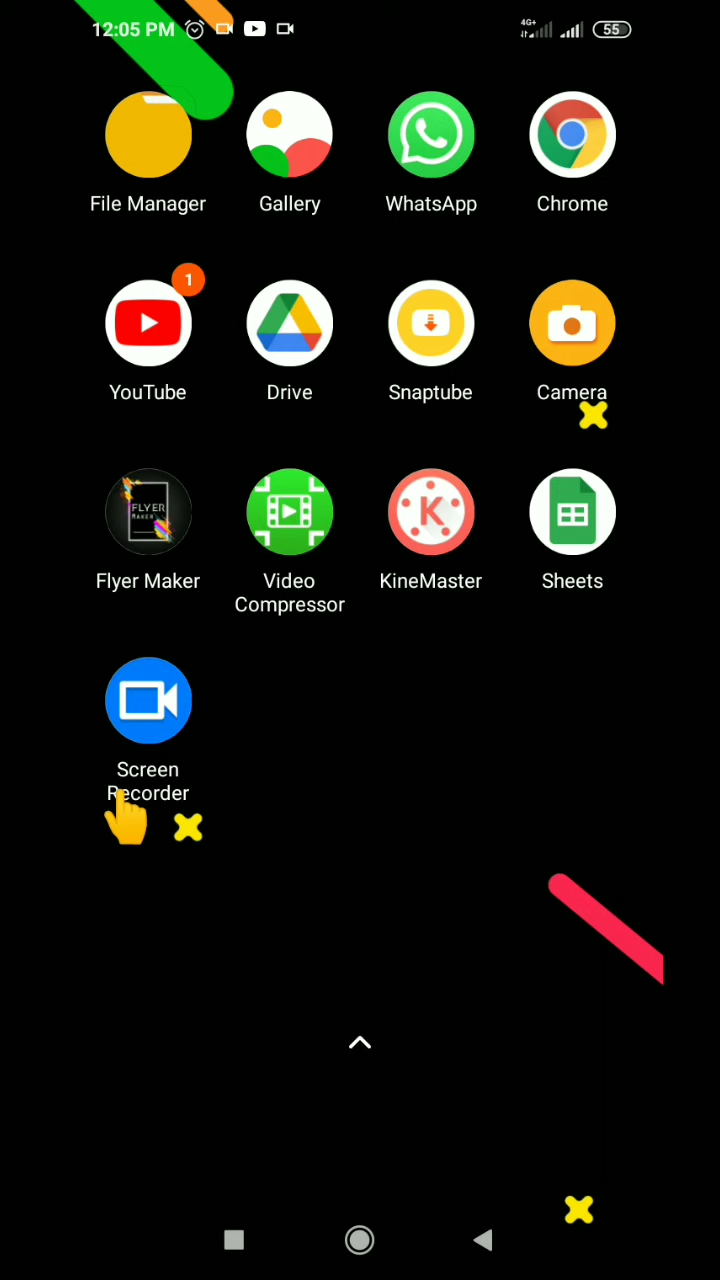 12:05 PM 4G+ 55
File Manager Gallery WhatsApp Chrome
1
YouTube Drive Snaptube Camera
FLYER
MAKER
K
Flyer Maker Video Compressor KineMaster Sheets
Screen
Recorder